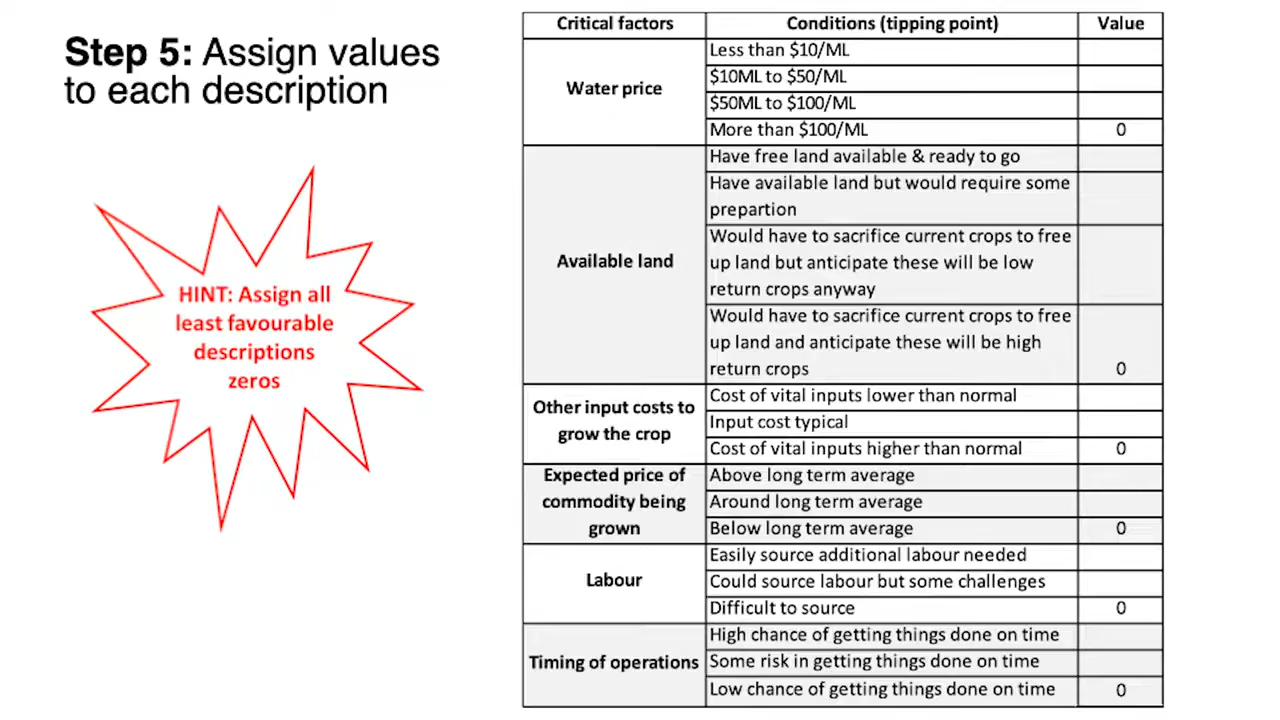 Step 5: Assign values
to each description
HINT: Assign all
least favourable
descriptions
zeros
Critical factors Conditions (tipping point) Value
Water price
Less than $10/ML
$10ML to $50/ML
$50ML to $100/ML
More than $100/ML 0
Available land
Have free land available & ready to go
Have available land but would require some
prepartion
Would have to sacrifice current crops to free
up land but anticipate these will be low
return crops anyway
Would have to sacrifice current crops to free
up land and anticipate these will be high
return crops 0
Other input costs to
grow the crop
Cost of vital inputs lower than normal
Input cost typical
Cost of vital inputs higher than normal 0
Expected price of
commodity being
grown
Above long term average
Around long term average
Below long term average 0
Labour
Easily source additional labour needed
Could source labour but some challenges
Difficult to source 0
Timing of operations
High chance of getting things done on time
Some risk in getting things done on time
Low chance of getting things done on time 0